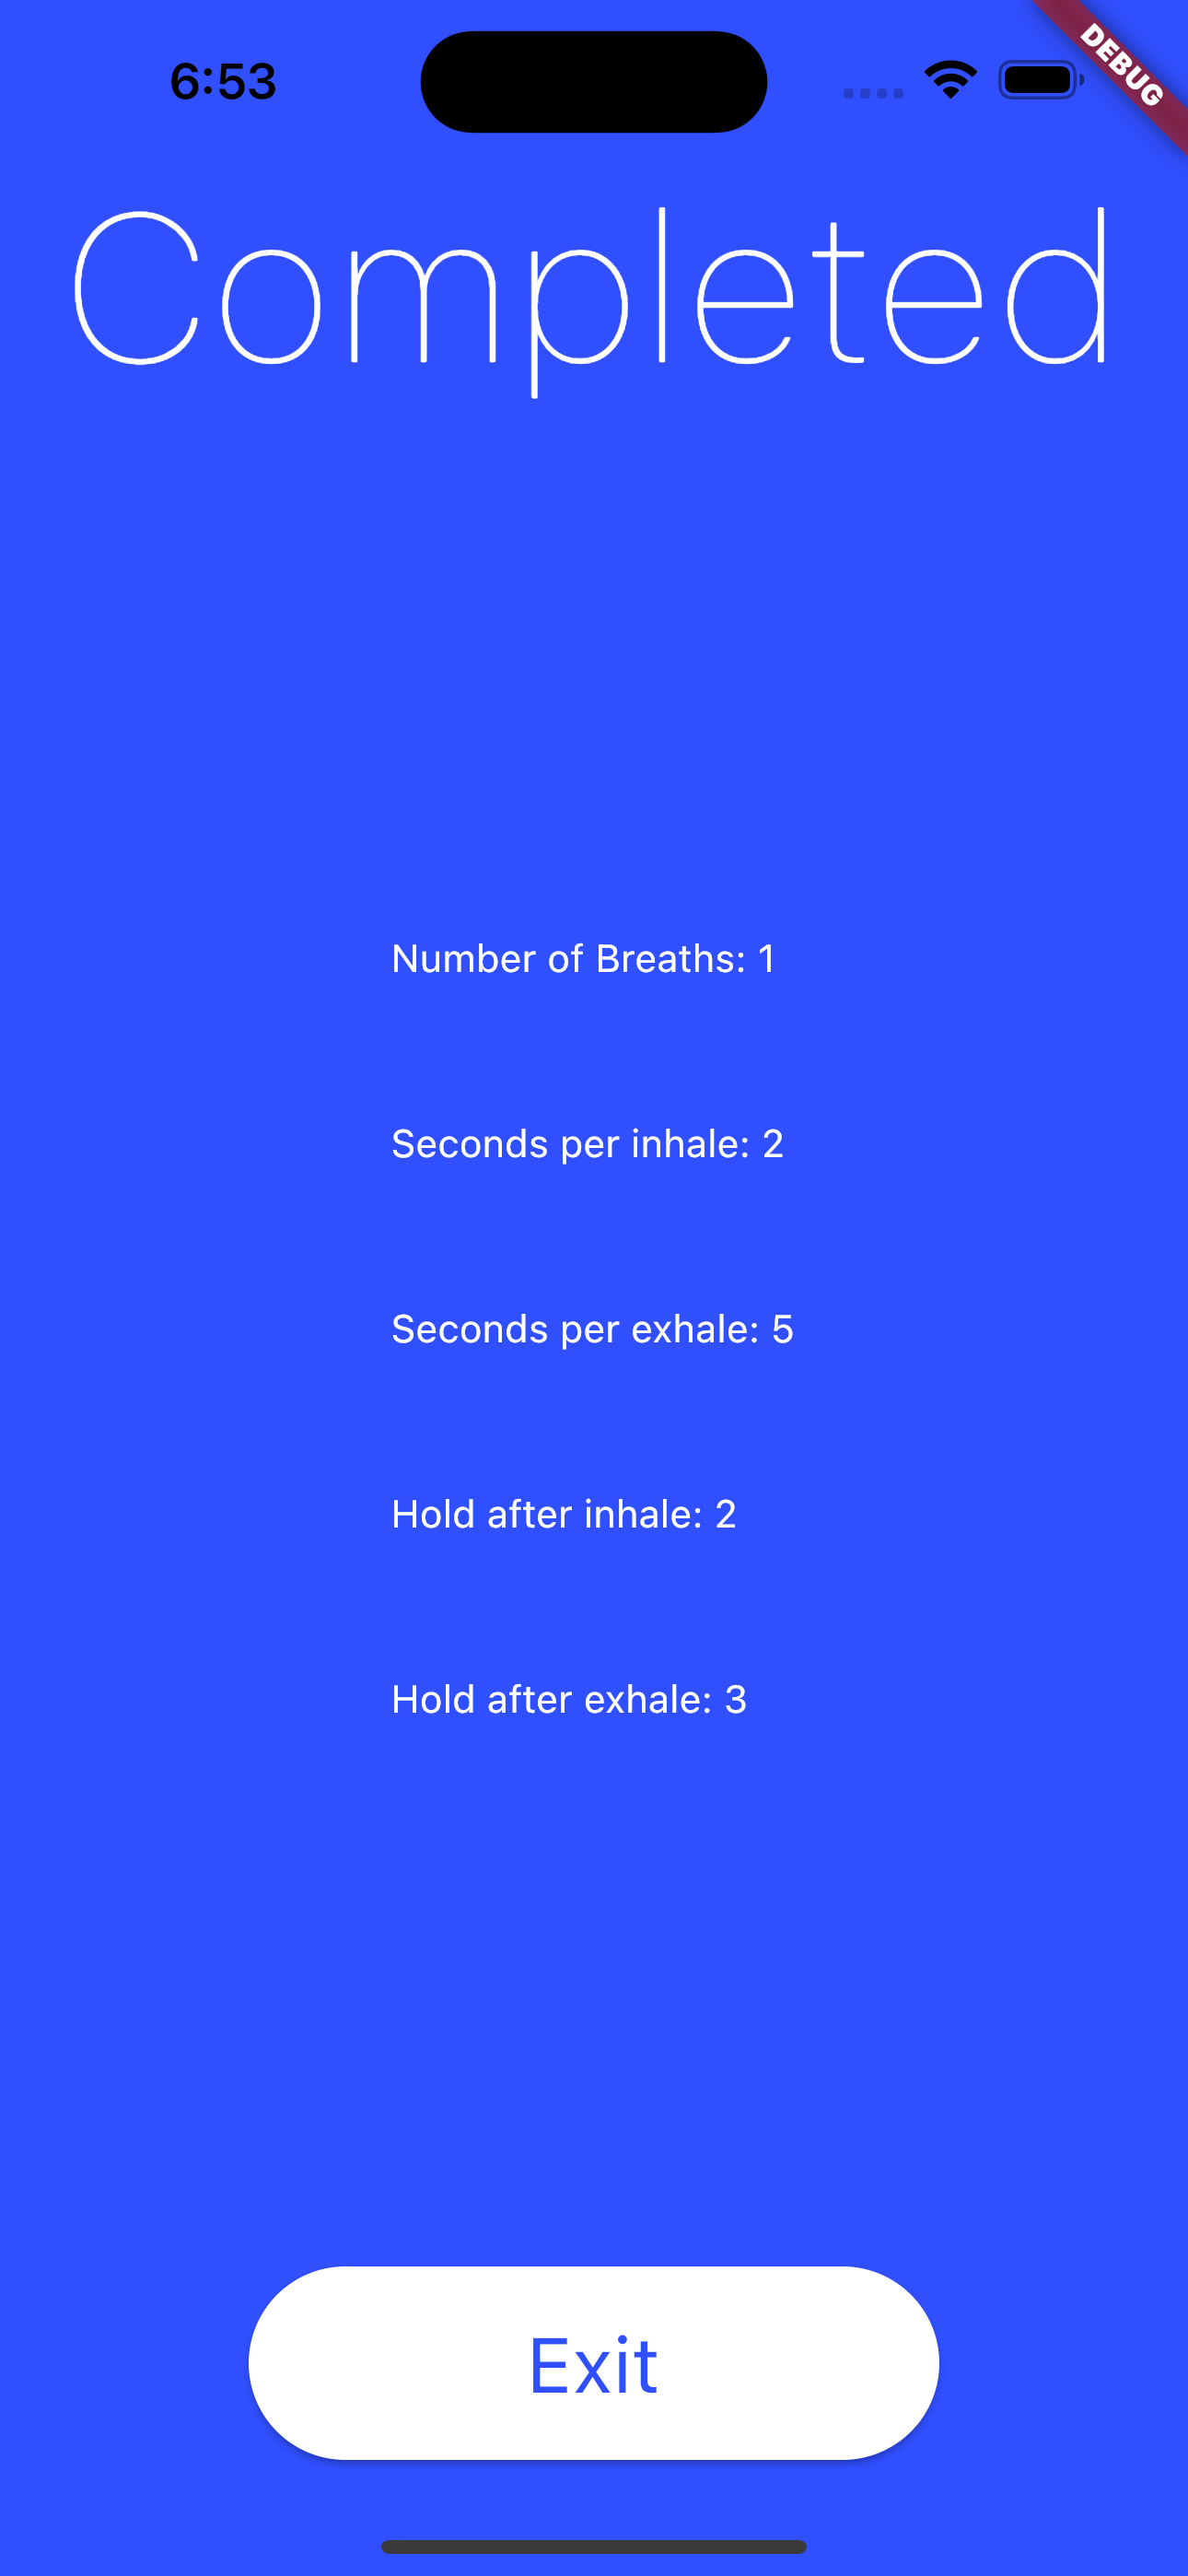 6:53
DEBUG
Completed
Number of Breaths: 1
Seconds per inhale: 2
Seconds per exhale: 5
Hold after inhale: 2
Hold after exhale: 3
Exit